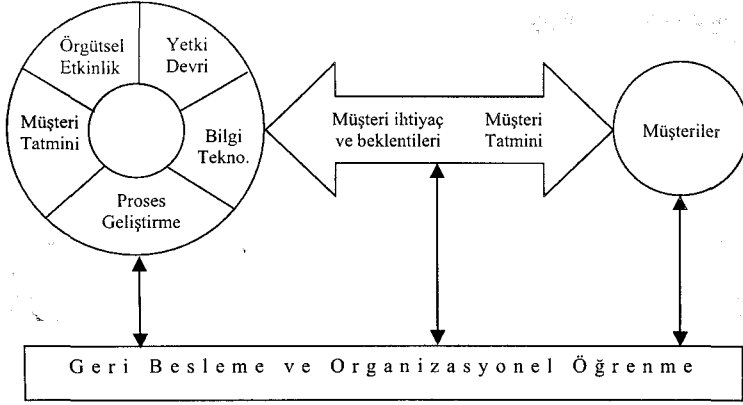 Örgütsel
Etkinlik
Yetki
Devri
Müşteri
Tatmini
Bilgi
Tekno.
Proses
Geliştirme
Müşteri ihtiyaç
ve beklentileri
Müşteri
Tatmini
Müşteriler
Geri Besleme ve Organizasyonel Öğrenme